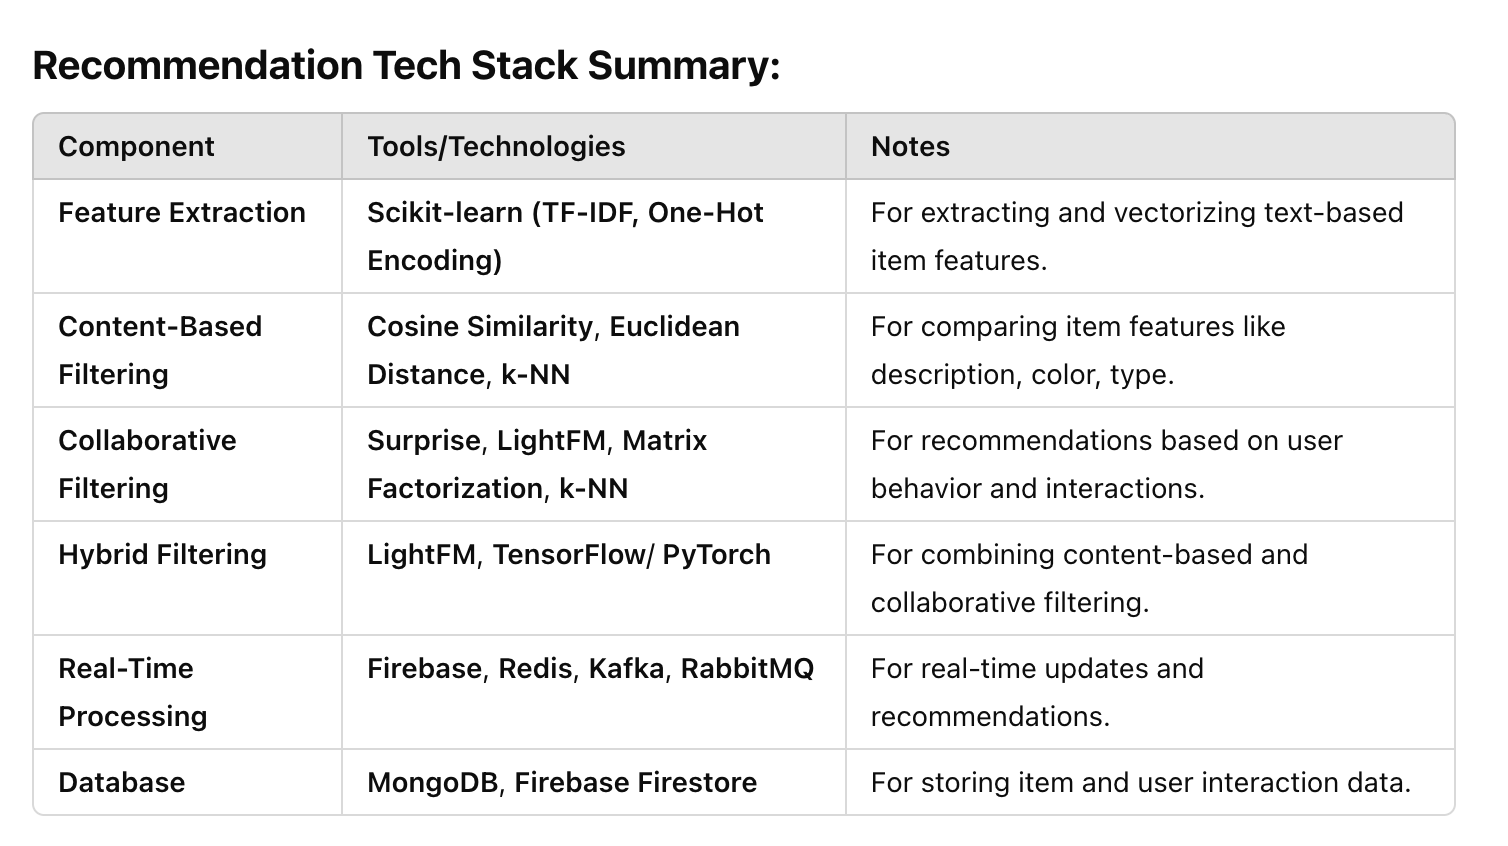 Recommendation Tech Stack Summary:
Component
Tools/Technologies
Notes
Feature Extraction
Scikit-learn (TF-IDF, One-Hot
Encoding)
For extracting and vectorizing text-based
item features.
Content-Based
Filtering
Cosine Similarity, Euclidean
Distance, k-NN
For comparing item features like
description, color, type.
Collaborative
Filtering
Surprise, LightFM, Matrix
Factorization, k-NN
For recommendations based on user
behavior and interactions.
Hybrid Filtering
LightFM, TensorFlow/ PyTorch
For combining content-based and
collaborative filtering.
Real-Time
Processing
Firebase, Redis, Kafka, RabbitMQ
For real-time updates and
recommendations.
Database
MongoDB, Firebase Firestore
For storing item and user interaction data.